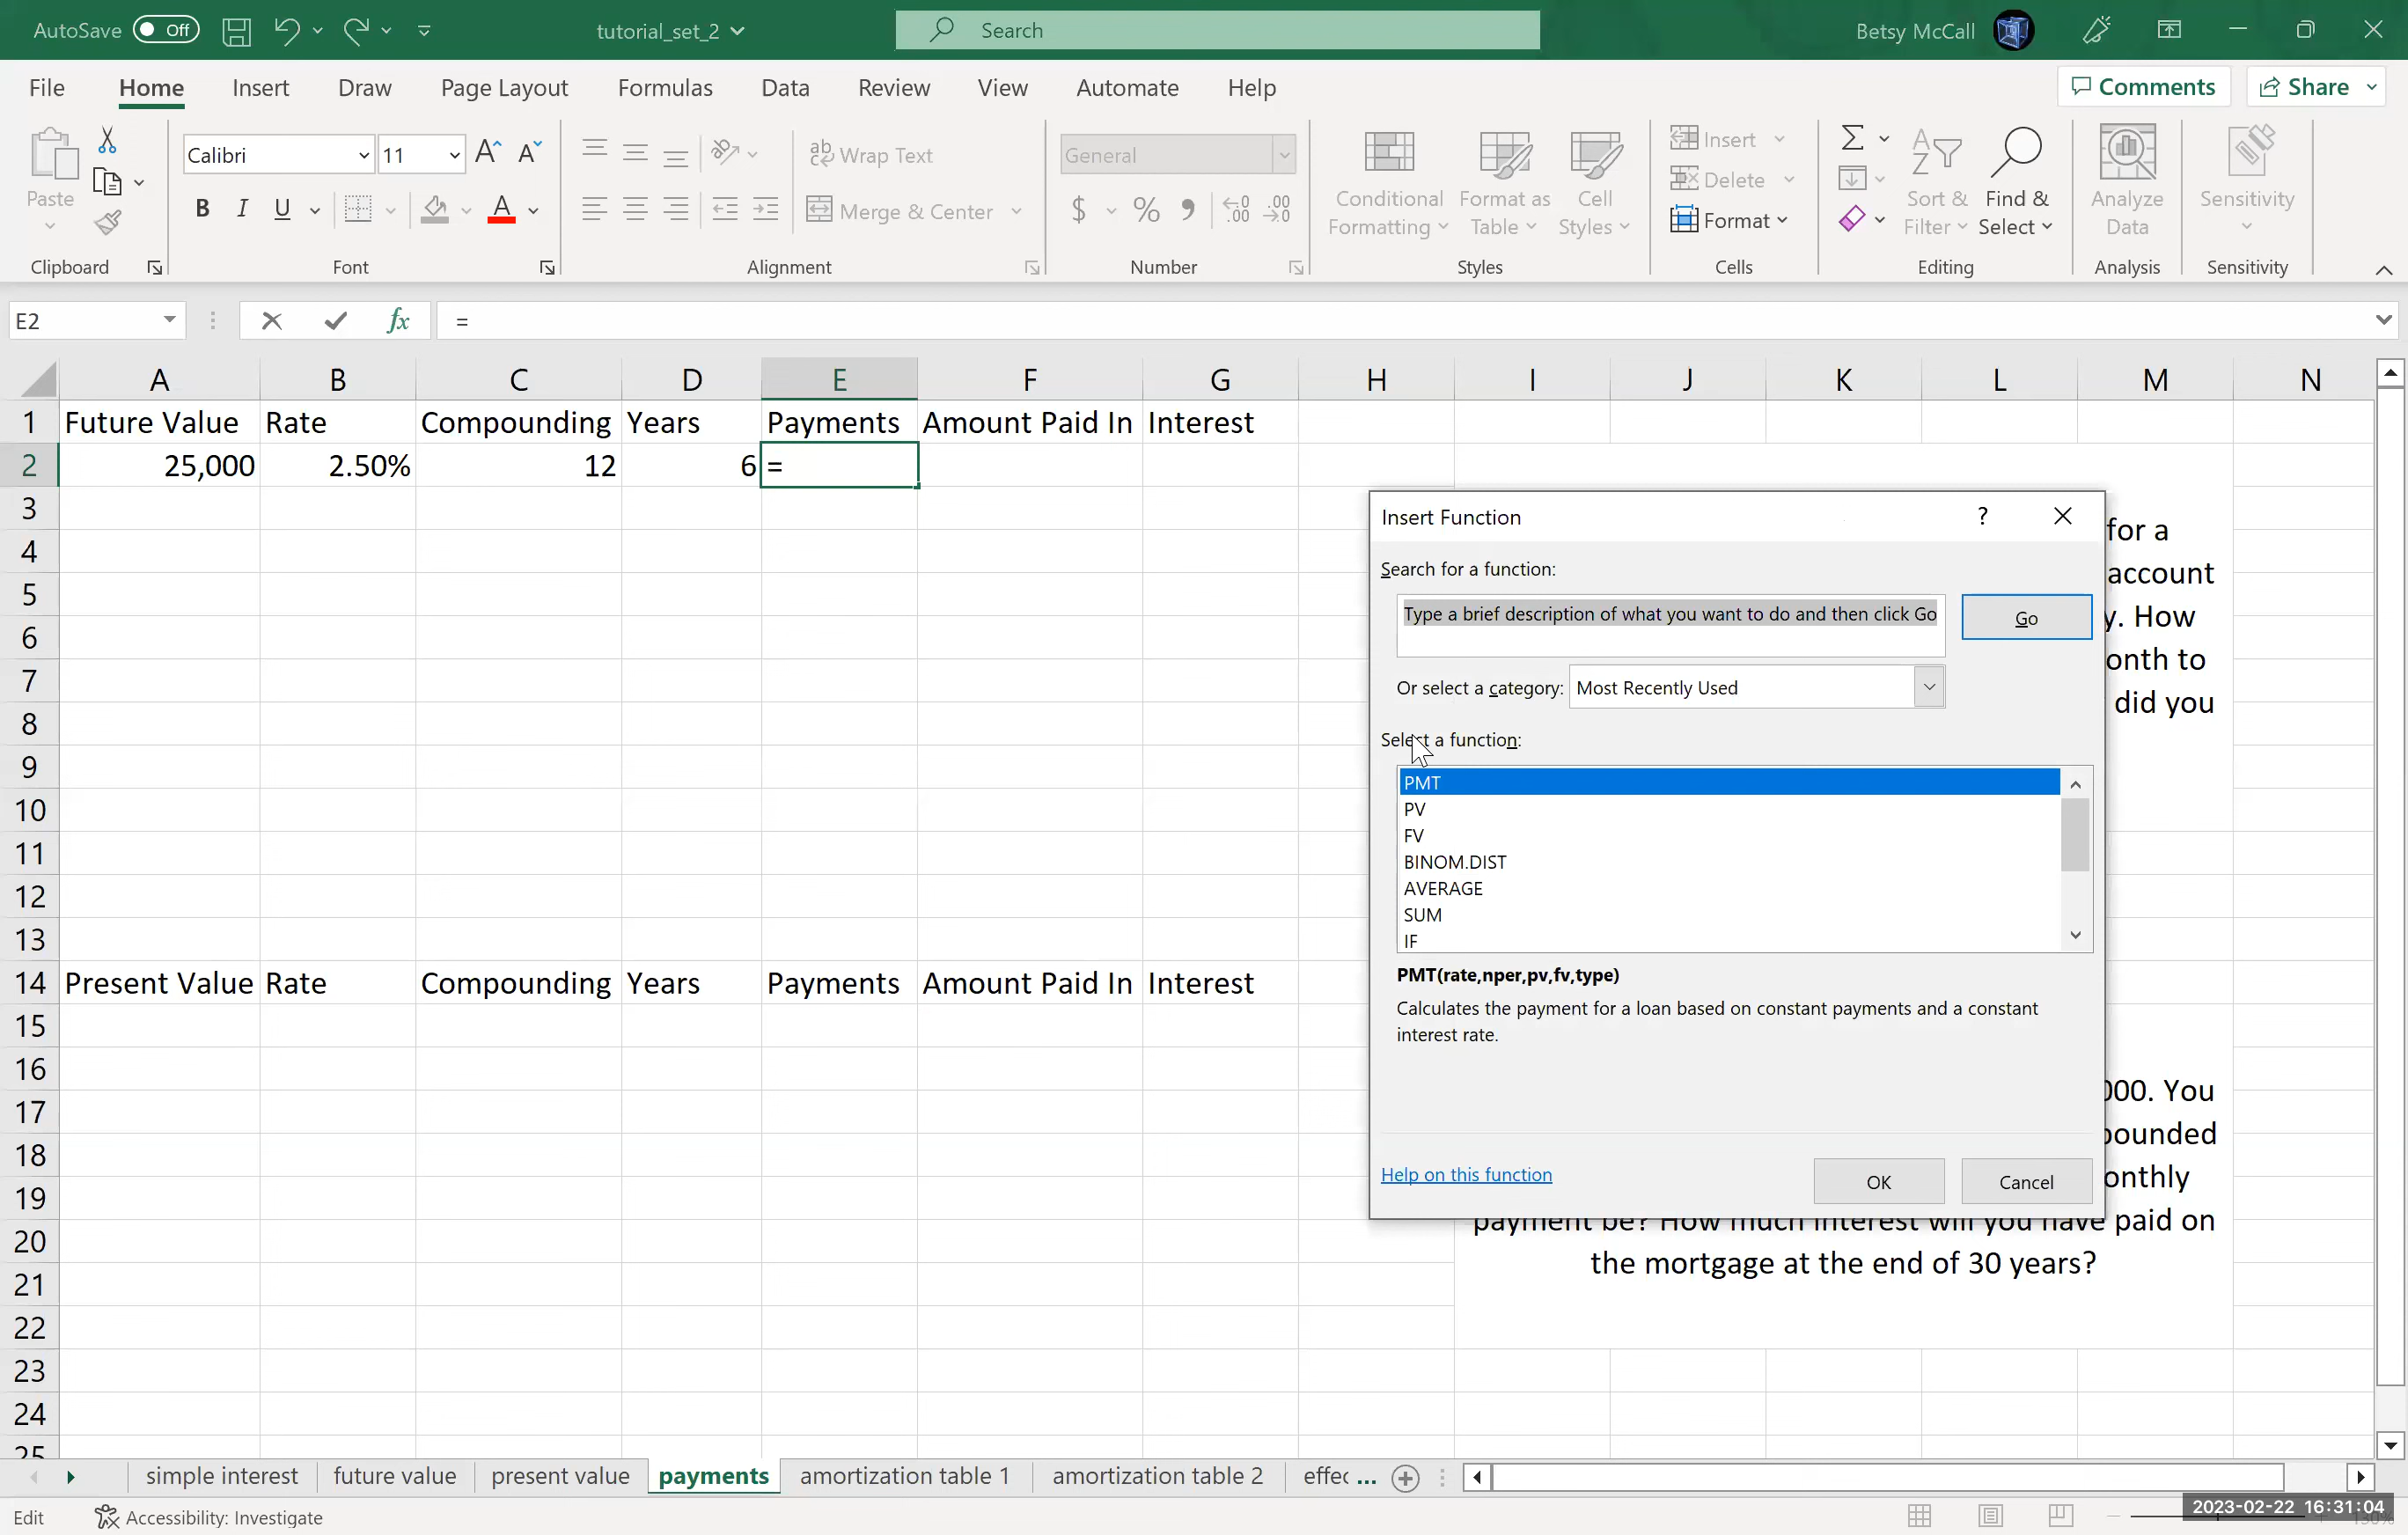 AutoSave Off tutorial_set_2 Search Betsy McCall
File Home Insert Draw Page Layout Formulas Data Review View Automate Help Comments Share
Paste
Clipboard
Calibri 11 A A
B I U A
Font
ab Wrap Text
Merge & Center
Alignment
General
$ % 9 .00 .00
Number
Conditional Formatting
Format as Table
Cell Styles
Styles
Insert
Delete
Format
Cells
Sort & Filter
Find & Select
Editing
Analyze Data
Analysis
Sensitivity
Sensitivity
E2 fx =
A B C D E F G H I J K L M N
1 Future Value Rate Compounding Years Payments Amount Paid In Interest
2 25,000 2.50% 12 6 =
3
4
5
6
7
8
9
10
11
12
13
14 Present Value Rate Compounding Years Payments Amount Paid In Interest
15
16
17
18
19
20
21
22
23
24
25
for a
account
How
to
did you
You
payment be? How much interest will you have paid on
the mortgage at the end of 30 years?
Insert Function ?
Search for a function:
Type a brief description of what you want to do and then click Go
Go
Or select a category: Most Recently Used
Select a function:
PMT
PV
FV
BINOM.DIST
AVERAGE
SUM
IF
PMT(rate,nper,pv,fv,type)
Calculates the payment for a loan based on constant payments and a constant
interest rate.
Help on this function OK Cancel
simple interest future value present value payments amortization table 1 amortization table 2 effec ...
Edit Accessibility: Investigate
2023-02-22 16:31:04